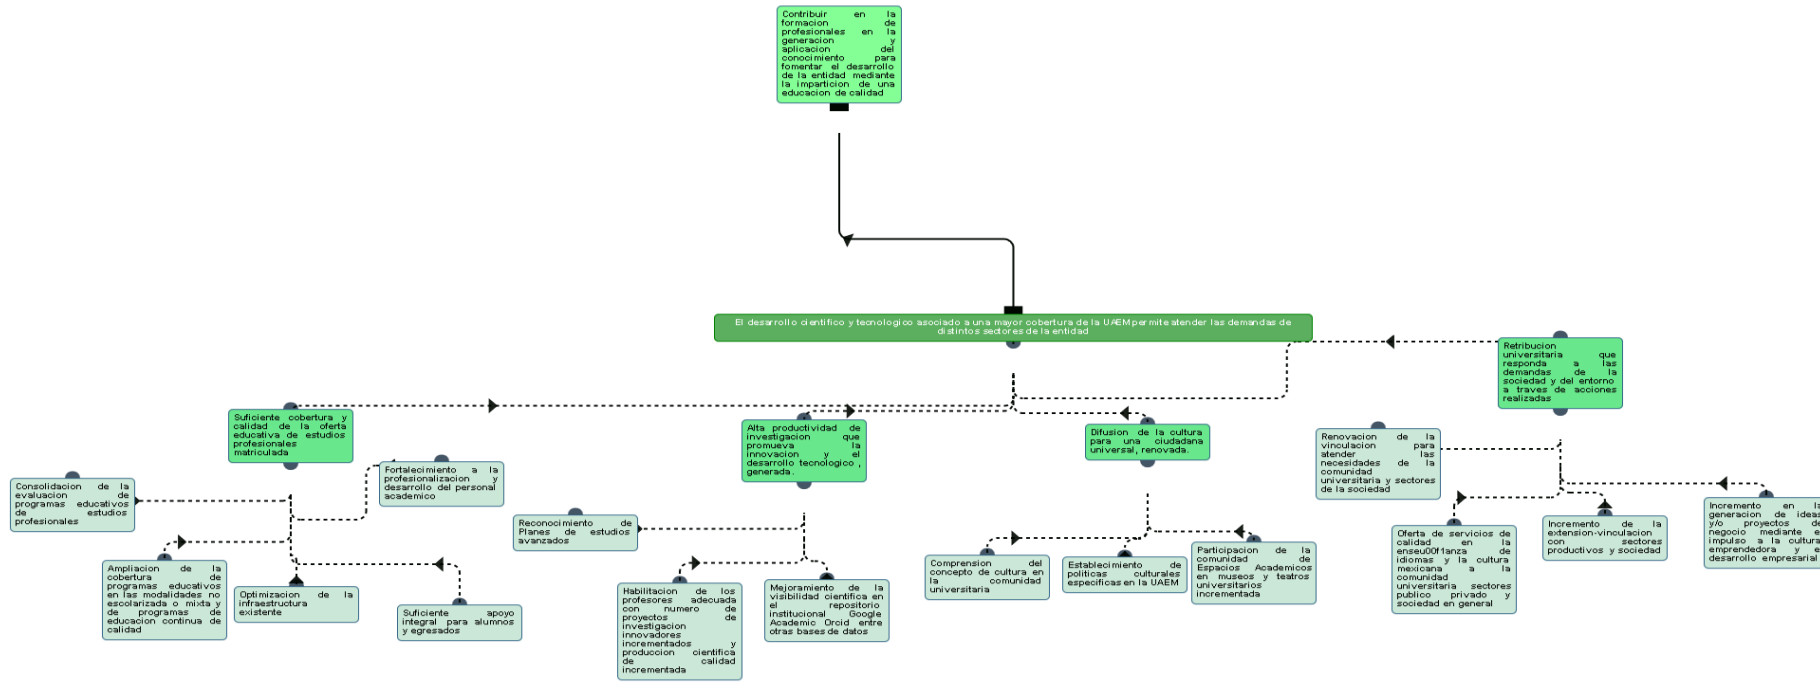 Contribuir en la
formacion de
profesionales en la
generacion y
aplicacion del
conocimiento para
fomentar el desarrollo
de la entidad mediante
la imparticion de una
educacion de calidad
El desarrollo cientifico y tecnologico asociado a una mayor cobertura de la UAEM permite atender las demandas de
distintos sectores de la entidad
Retribucion
universitaria que
responda a las
demandas de la
sociedad y del entorno
a traves de acciones
realizadas
Suficiente cobertura y
calidad de la oferta
educativa de estudios
profesionales
matriculada
Alta productividad de
investigacion que
promueva la
innovacion y el
desarrollo tecnologico ,
generada.
Difusion de la cultura
para una ciudadana
universal, renovada.
Renovacion de la
vinculacion para
atender las
necesidades de la
comunidad
universitaria y sectores
de la sociedad
Consolidacion de la
evaluacion de
programas educativos
de estudios
profesionales
Fortalecimiento a la
profesionalizacion y
desarrollo del personal
academico
Reconocimiento de
Planes de estudios
avanzados
Ampliacion de la
cobertura de
programas educativos
en las modalidades no
escolarizada o mixta y
de programas de
educacion continua de
calidad
Optimizacion de la
infraestructura
existente
Suficiente apoyo
integral para alumnos
y egresados
Habilitacion de los
profesores adecuada
con numero de
proyectos de
investigacion
innovadores
incrementados y
produccion cientifica
de calidad
incrementada
Mejoramiento de la
visibilidad cientifica en
el repositorio
institucional Google
Academic Orcid entre
otras bases de datos
Comprension del
concepto de cultura en
la comunidad
universitaria
Establecimiento de
politicas culturales
especificas en la UAEM
Participacion de la
comunidad de
Espacios Academicos
en museos y teatros
universitarios
incrementada
Oferta de servicios de
calidad en la
enseu00f1anza de
idiomas y la cultura
mexicana a la
comunidad
universitaria sectores
publico privado y
sociedad en general
Incremento de la
extension-vinculacion
con sectores
productivos y sociedad
Incremento en la
generacion de ideas
y/o proyectos de
negocio mediante el
impulso a la cultura
emprendedora y el
desarrollo empresarial